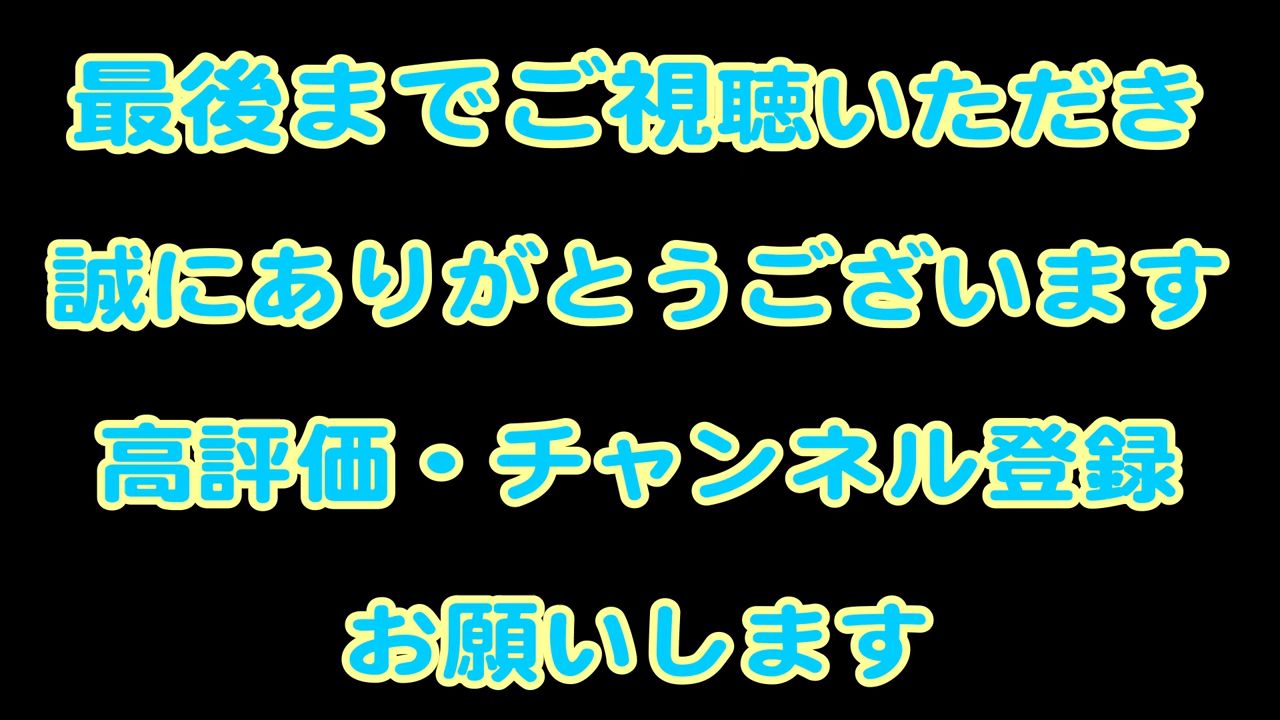 最後までご視聴いただき
誠にありがとうございます
高評価・チャンネル登録
お願いします